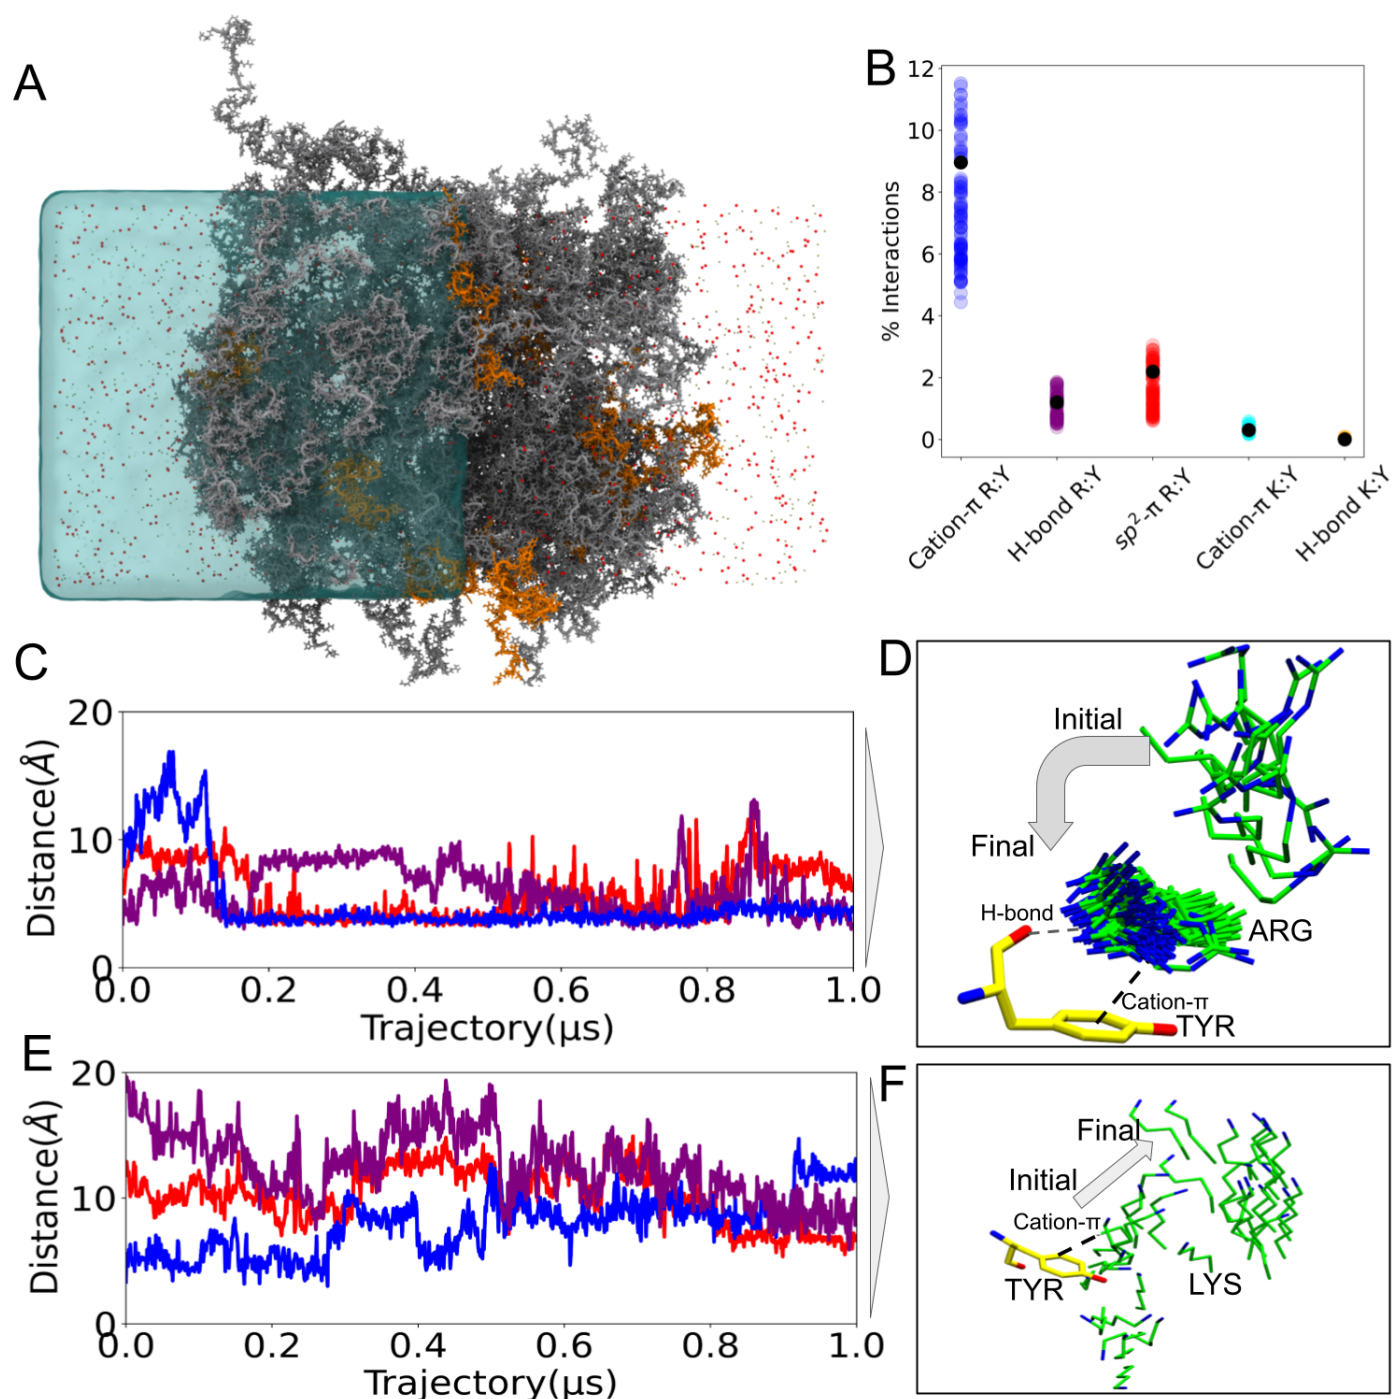 A
B
12
10
8
6
4
2
0
% Interactions
Cation-π R:Y
H-bond R:Y
sp²-π R:Y
Cation-π K:Y
H-bond K:Y
C
20
10
0
Distance(Å)
0.0 0.2 0.4 0.6 0.8 1.0
Trajectory(μs)
D
Initial
Final
H-bond
ARG
Cation-π
TYR
E
20
10
0
Distance(Å)
0.0 0.2 0.4 0.6 0.8 1.0
Trajectory(μs)
F
Final
Initial
Cation-π
TYR
LYS